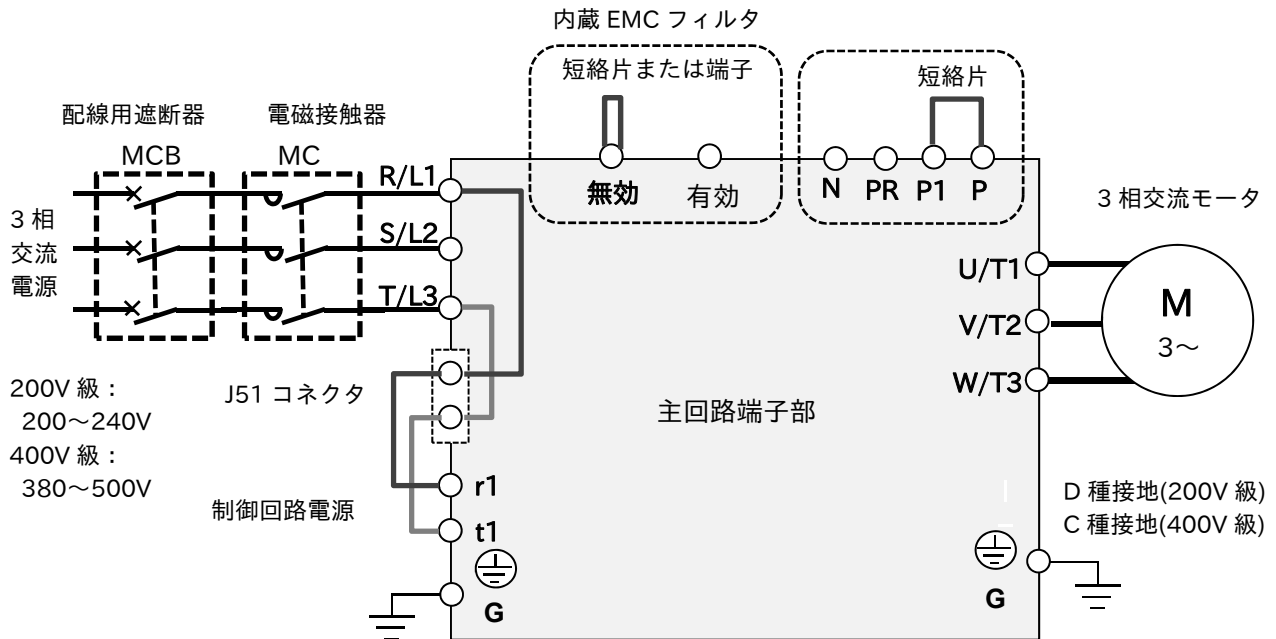 内蔵 EMC フィルタ
短絡片または端子
短絡片
配線用遮断器
電磁接触器
MCB
MC
R/L1
無効
有効
N
PR
P1
P
3 相
交流
電源
S/L2
T/L3
3 相交流モータ
U/T1
V/T2
W/T3
M
3～
200V 級：
200～240V
400V 級：
380～500V
J51 コネクタ
主回路端子部
制御回路電源
r1
t1
G
D 種接地(200V 級)
C 種接地(400V 級)
G